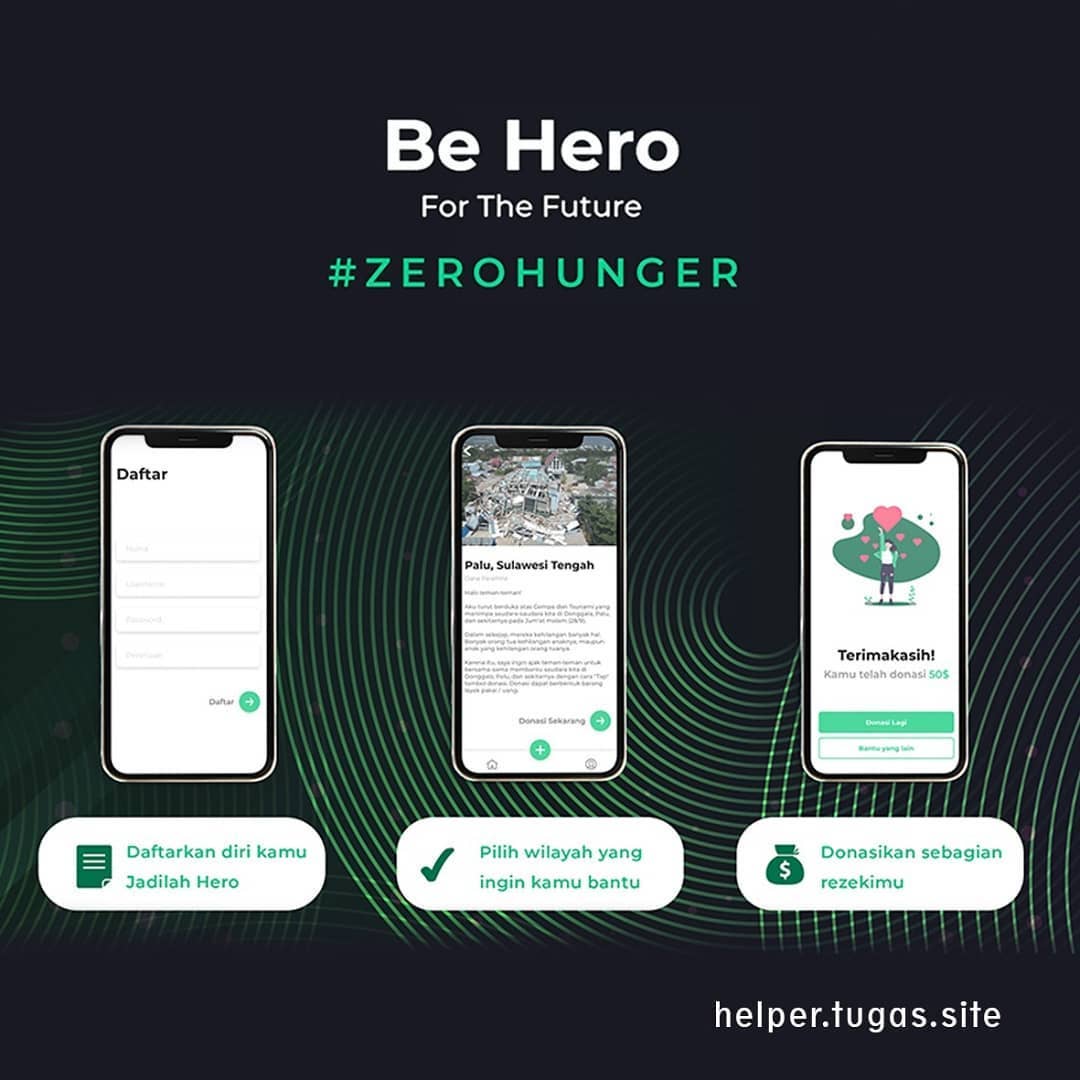 Be Hero
For The Future
#ZEROHUNGER
Daftar
Nama
Username
Password
Daftar
Palu, Sulawesi Tengah
Halo teman-teman!
Aku turut berduka atas Gempa dan Tsunami yang
menimpa saudara-saudara kita di Donggala, Palu,
dan sekitarnya pada Jum'at malam (28/9).
Dalam sekejap, mereka kehilangan banyak hal.
Banyak orang tua kehilangan anaknya, maupun
anak yang kehilangan orang tuanya.
Karena itu, saya ingin ajak teman-teman untuk
bersama-sama membantu saudara kita di
Donggala, Palu, dan sekitarnya dengan cara "Tap"
tombol donasi. Donasi dapat berbentuk barang
layak pakai / uang.
Donasi Sekarang
Terimakasih!
Kamu telah donasi 50$
Donasi Lagi
Bantu yang lain
Daftarkan diri kamu
Jadilah Hero
Pilih wilayah yang
ingin kamu bantu
$
Donasikan sebagian
rezekimu
helper.tugas.site